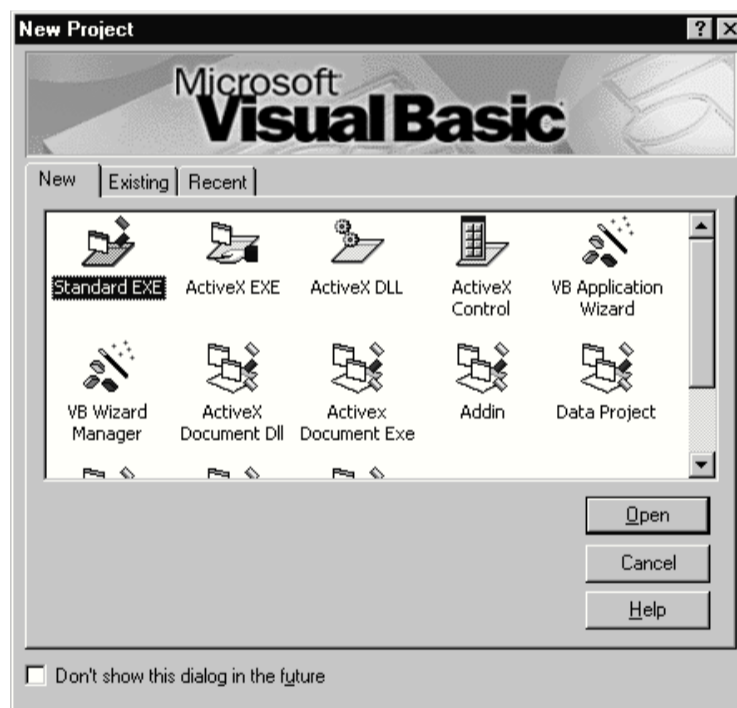 New Project
Microsoft
Visual Basic
New Existing Recent
Standard EXE ActiveX EXE ActiveX DLL ActiveX Control VB Application Wizard
VB Wizard Manager ActiveX Document Dll Activex Document Exe Addin Data Project
Open
Cancel
Help
Don't show this dialog in the future